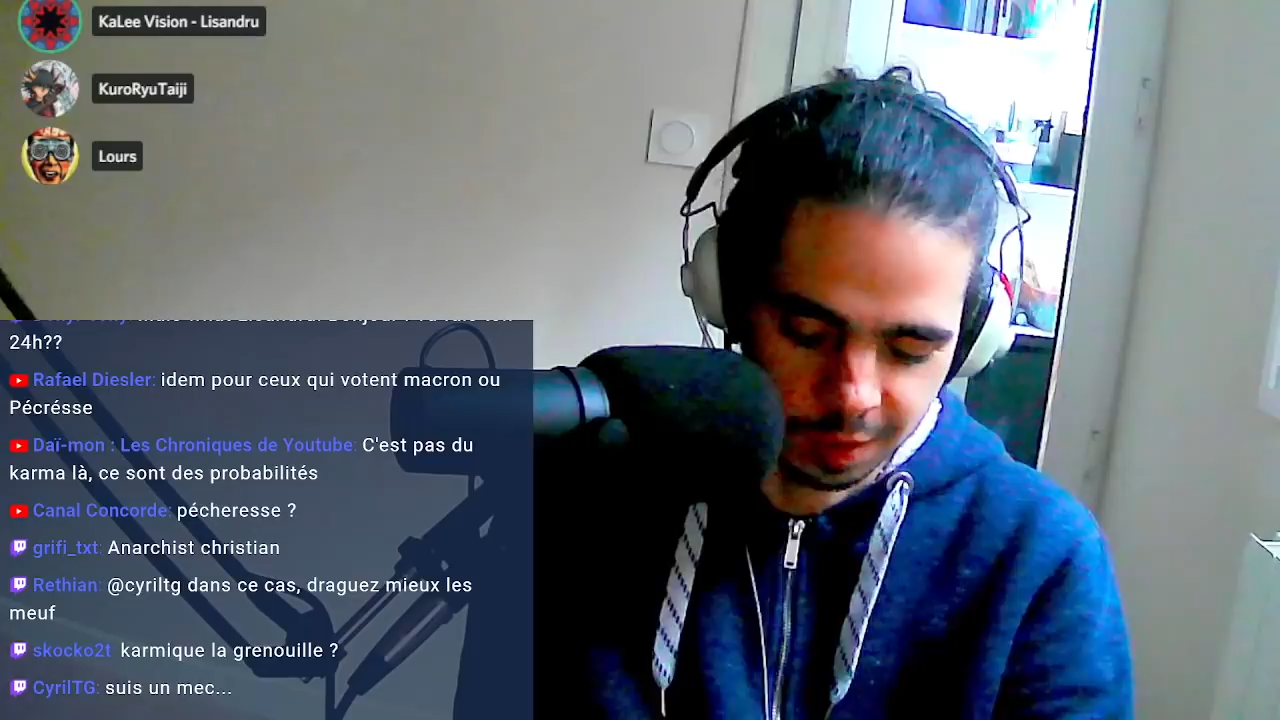 KaLee Vision - Lisandru
KuroRyuTaiji
Lours
24h??
Rafael Diesler: idem pour ceux qui votent macron ou
Pécrésse
Daï-mon : Les Chroniques de Youtube: C'est pas du
karma là, ce sont des probabilités
Canal Concorde: pécheresse ?
grifi_txt: Anarchist christian
Rethian: @cyriltg dans ce cas, draguez mieux les
meuf
skocko2t: karmique la grenouille ?
CyrilTG: suis un mec...